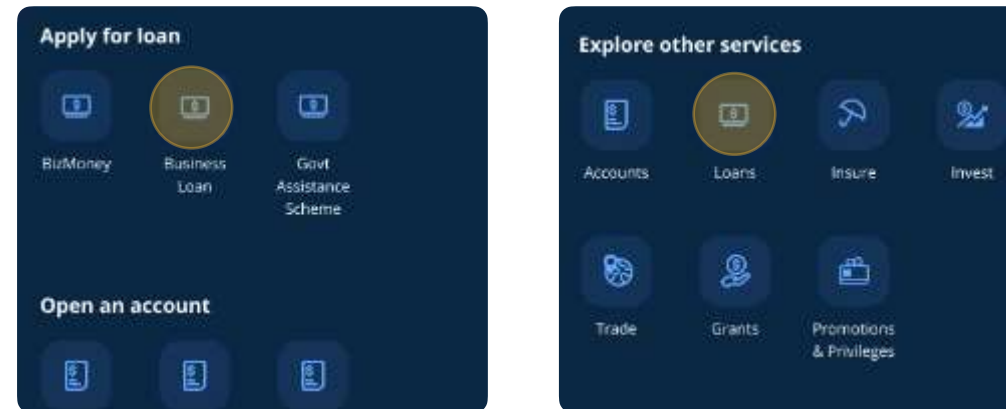 Apply for loan
BizMoney
Business
Loan
Govt
Assistance
Scheme
Open an account
Explore other services
Accounts
Loans
Insure
Invest
Trade
Grants
Promotions
& Privileges